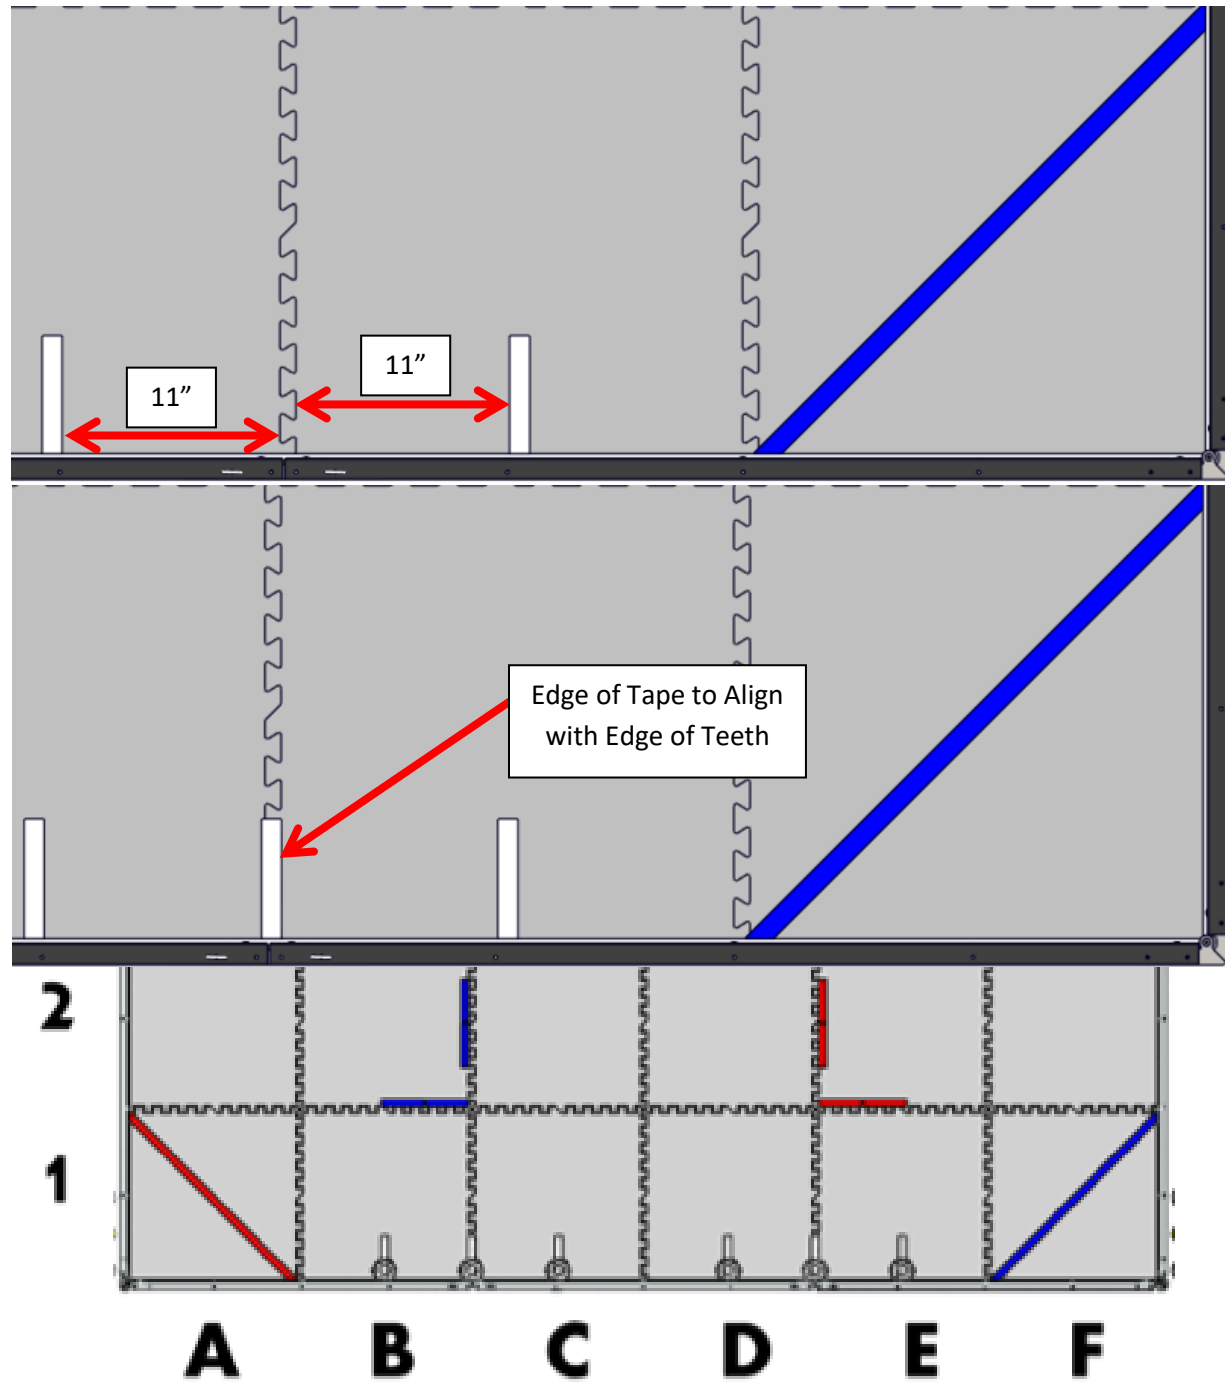 11”
11”
Edge of Tape to Align
with Edge of Teeth
2
1
A B C D E F